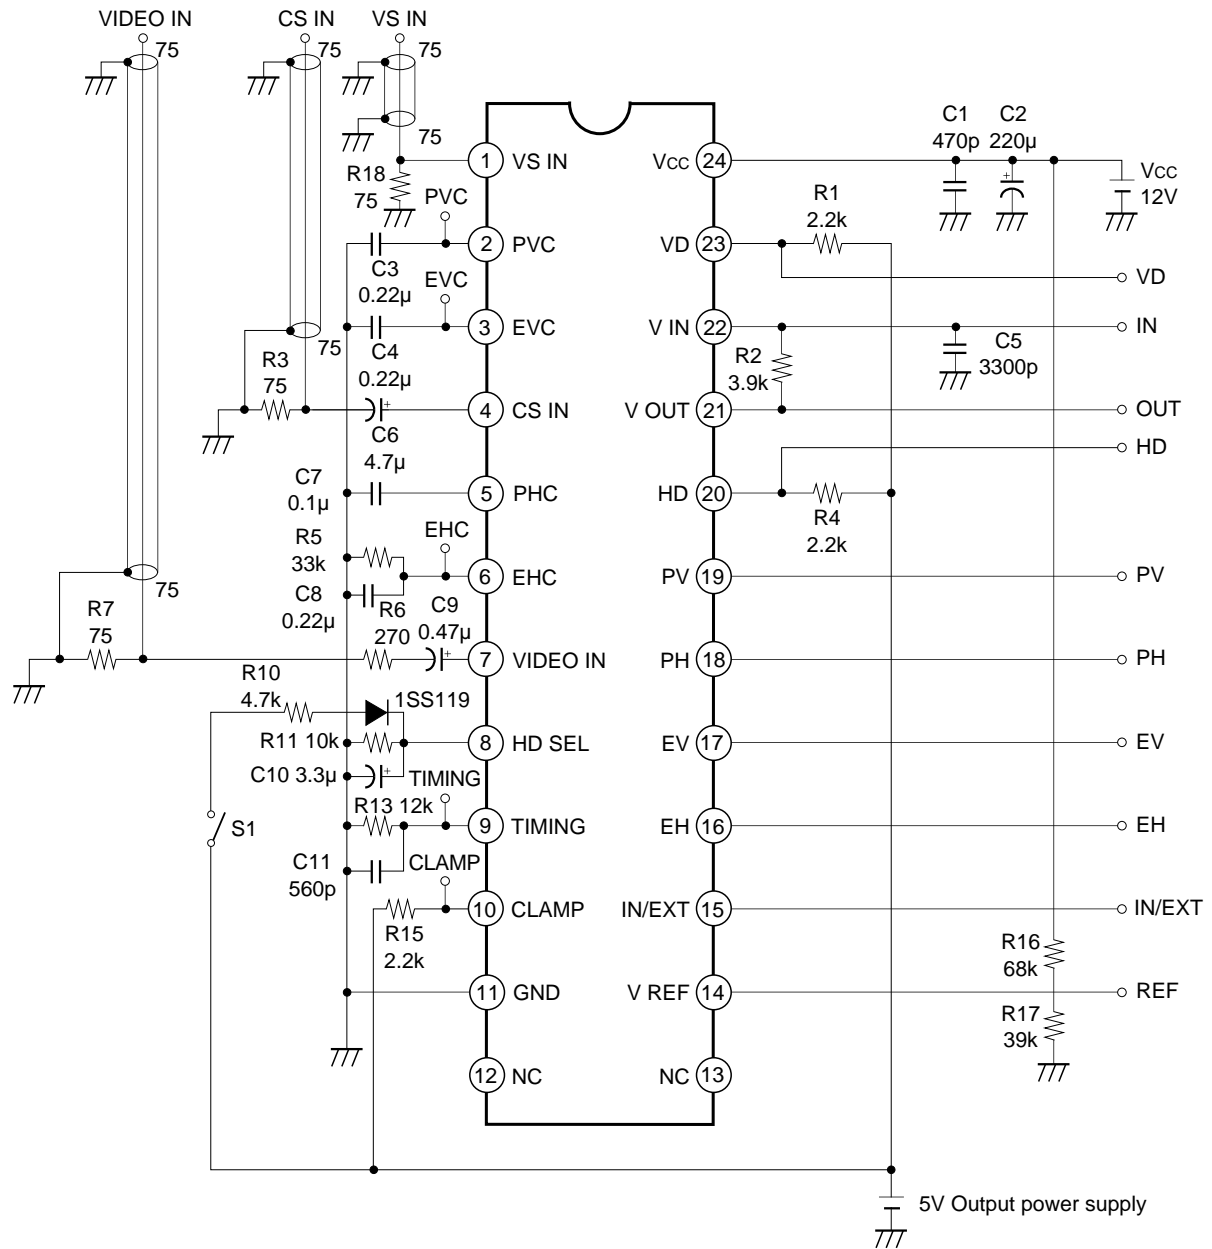 VIDEO IN
CS IN
VS IN
75
75
75
75
R18
75
PVC
C3
0.22µ
EVC
C4
0.22µ
75
R3
75
C6
4.7µ
C7
0.1µ
R5
33k
EHC
C8
0.22µ
R6
270
C9
0.47µ
75
R7
75
R10
4.7k
1SS119
R11 10k
C10 3.3µ
TIMING
R13 12k
S1
C11
560p
CLAMP
R15
2.2k
1 VS IN
2 PVC
3 EVC
4 CS IN
5 PHC
6 EHC
7 VIDEO IN
8 HD SEL
9 TIMING
10 CLAMP
11 GND
12 NC
VCC 24
VD 23
V IN 22
V OUT 21
HD 20
PV 19
PH 18
EV 17
EH 16
IN/EXT 15
V REF 14
NC 13
C1
470p
C2
220µ
VCC
12V
R1
2.2k
VD
IN
C5
3300p
R2
3.9k
OUT
HD
R4
2.2k
PV
PH
EV
EH
IN/EXT
R16
68k
REF
R17
39k
5V Output power supply
+
+
+
+
+